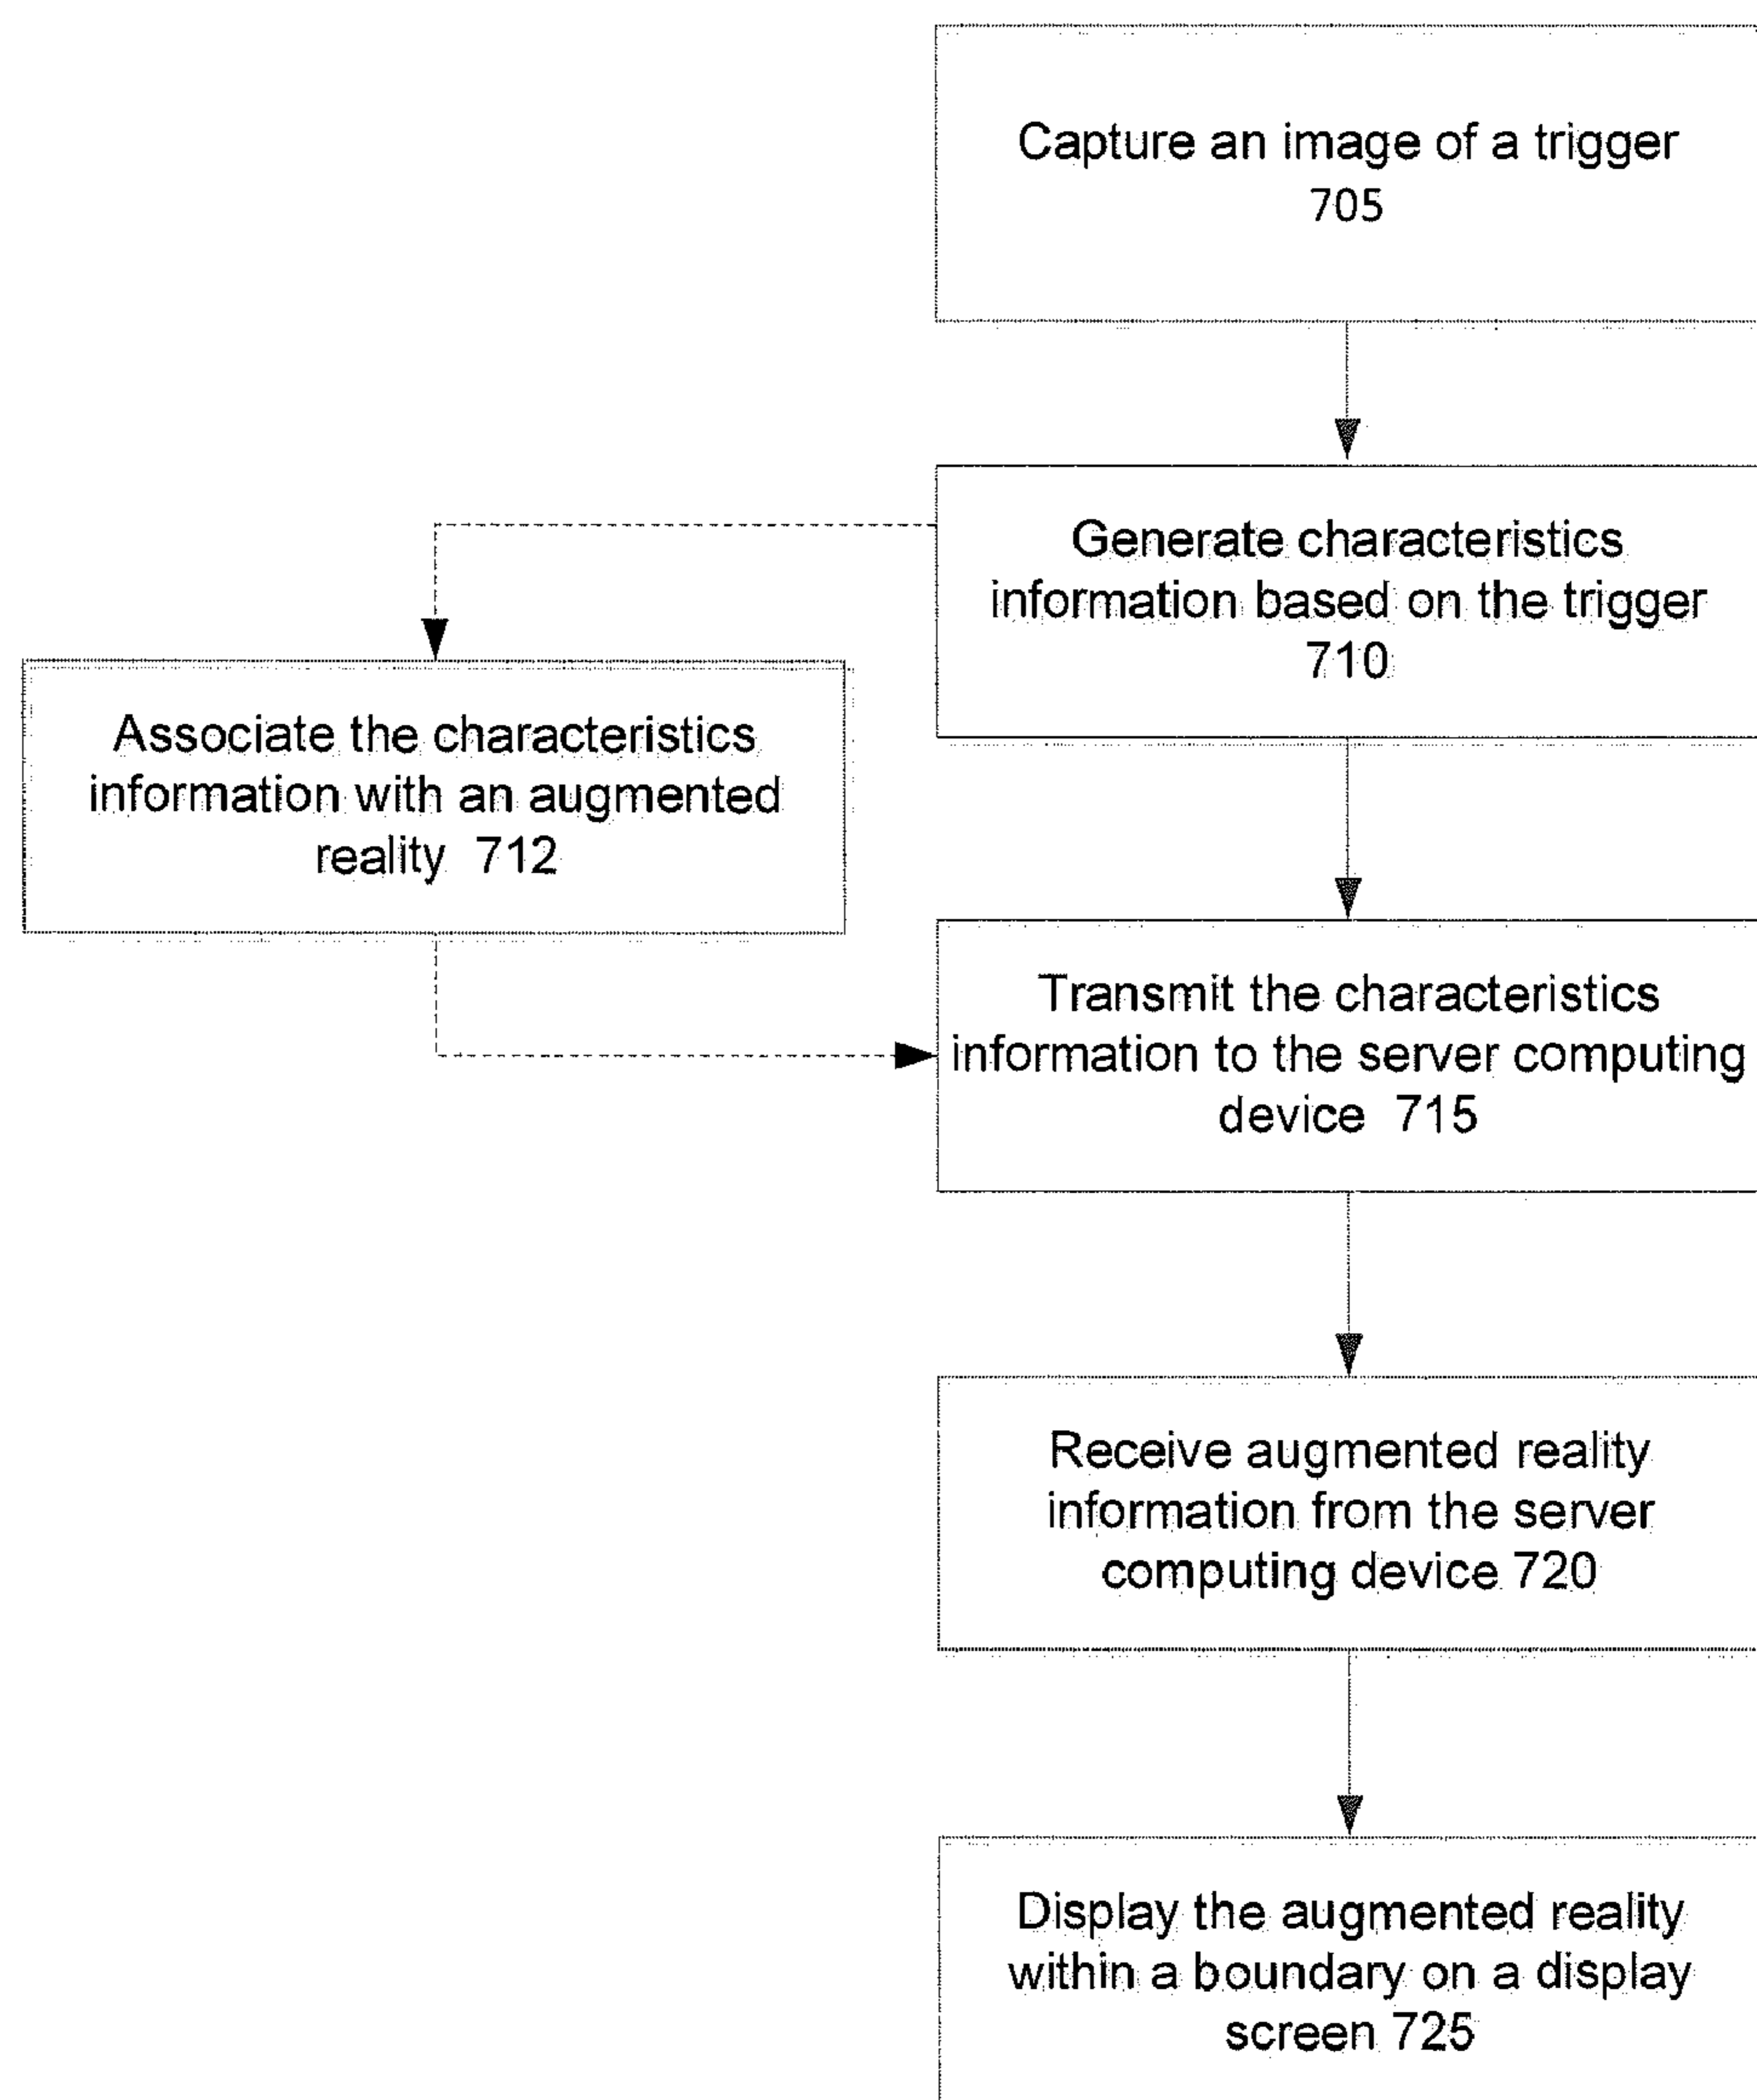 Capture an image of a trigger
705
Generate characteristics
information based on the trigger
710
Associate the characteristics
information with an augmented
reality 712
Transmit the characteristics
information to the server computing
device 715
Receive augmented reality
information from the server
computing device 720
Display the augmented reality
within a boundary on a display
screen 725